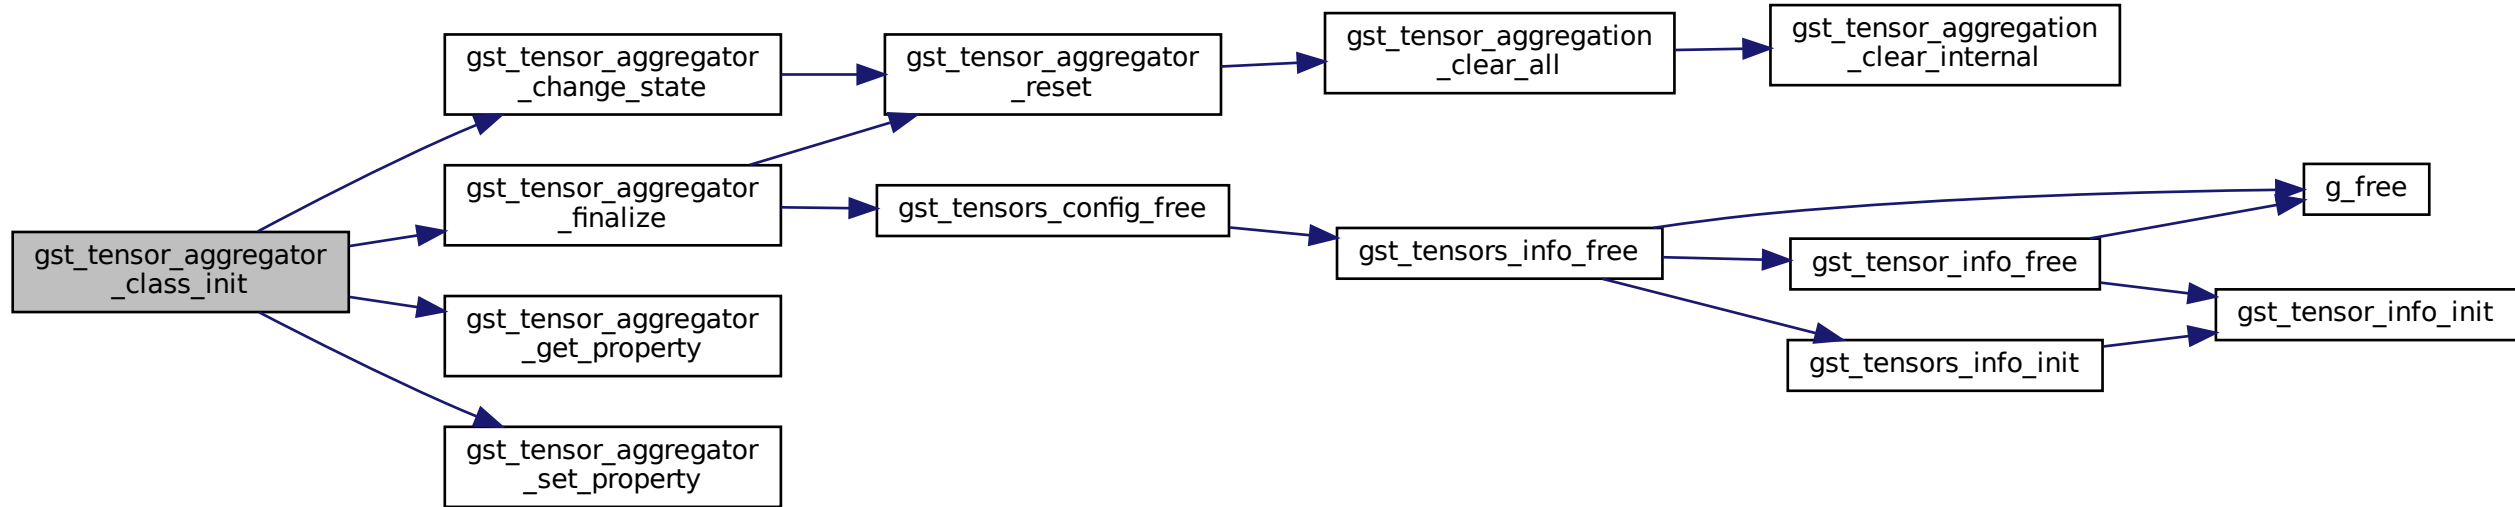 gst_tensor_aggregator
_class_init
gst_tensor_aggregator
_change_state
gst_tensor_aggregator
_finalize
gst_tensor_aggregator
_get_property
gst_tensor_aggregator
_set_property
gst_tensor_aggregator
_reset
gst_tensors_config_free
gst_tensor_aggregation
_clear_all
gst_tensors_info_free
gst_tensor_aggregation
_clear_internal
gst_tensor_info_free
gst_tensors_info_init
g_free
gst_tensor_info_init